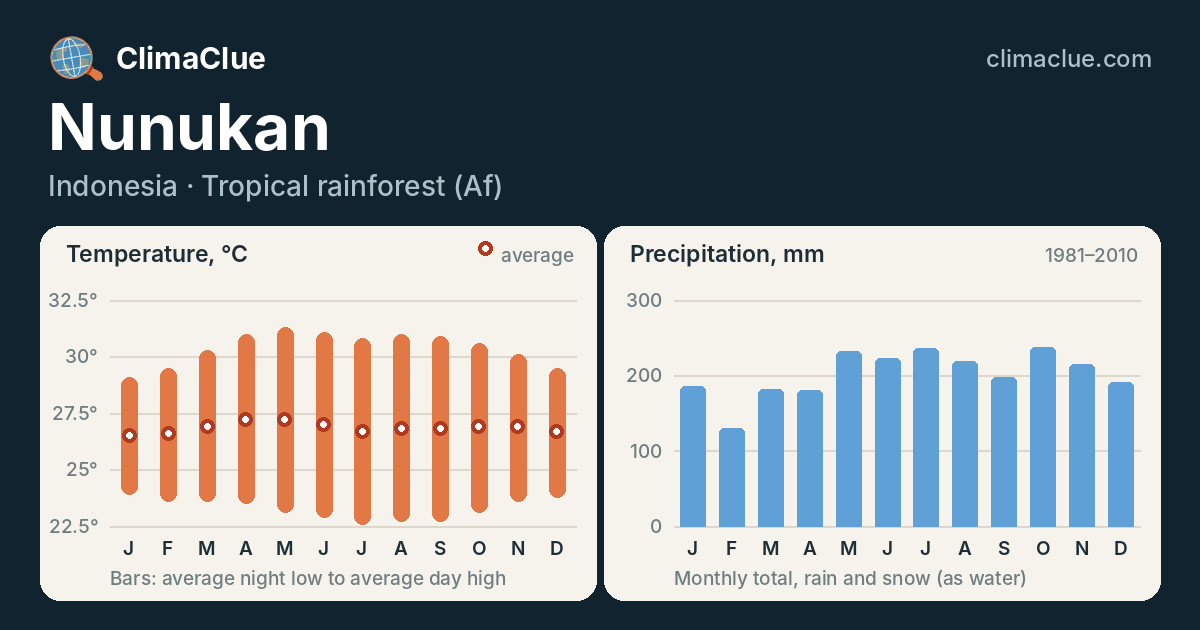 ClimaClue
climaclue.com
Nunukan
Indonesia · Tropical rainforest (Af)
Temperature, °C
average
32.5°
30°
27.5°
25°
22.5°
J F M A M J J A S O N D
Bars: average night low to average day high
Precipitation, mm
1981–2010
300
200
100
0
J F M A M J J A S O N D
Monthly total, rain and snow (as water)